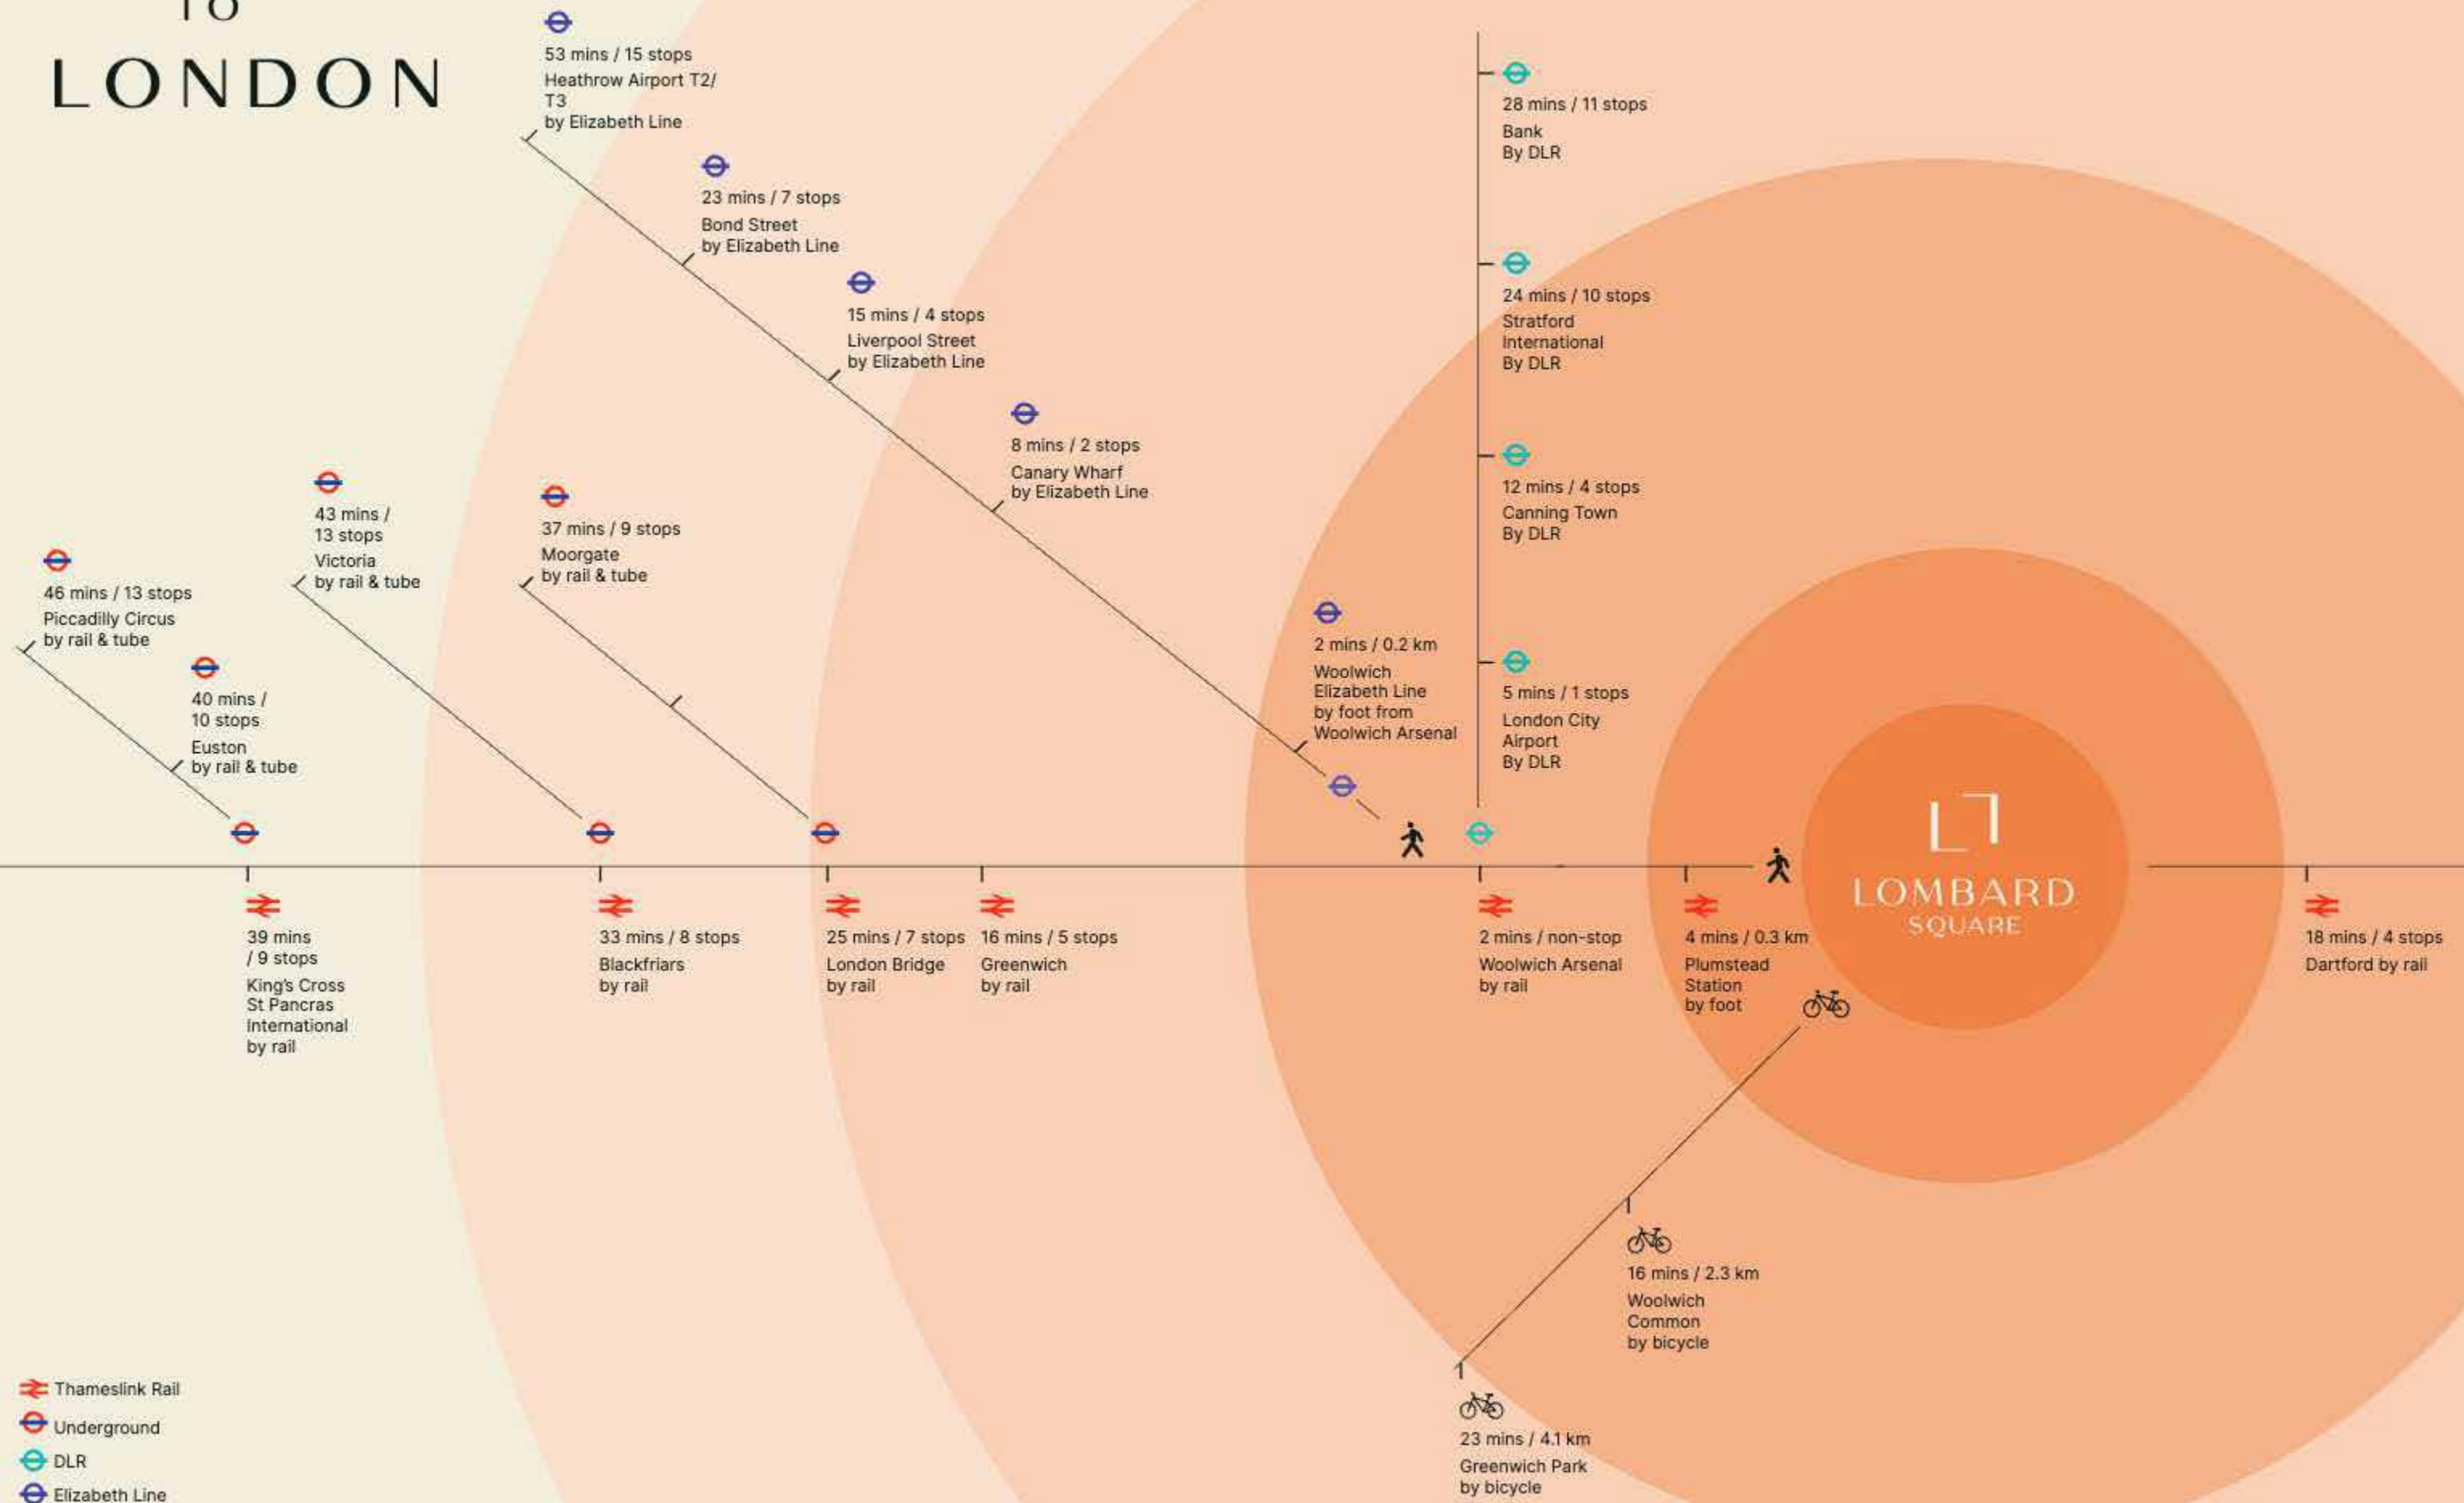 TO
LONDON
53 mins / 15 stops
Heathrow Airport T2/
T3
by Elizabeth Line
23 mins / 7 stops
Bond Street
by Elizabeth Line
15 mins / 4 stops
Liverpool Street
by Elizabeth Line
8 mins / 2 stops
Canary Wharf
by Elizabeth Line
2 mins / 0.2 km
Woolwich
Elizabeth Line
by foot from
Woolwich Arsenal
28 mins / 11 stops
Bank
By DLR
24 mins / 10 stops
Stratford
International
By DLR
12 mins / 4 stops
Canning Town
By DLR
5 mins / 1 stops
London City
Airport
By DLR
46 mins / 13 stops
Piccadilly Circus
by rail & tube
40 mins /
10 stops
Euston
by rail & tube
43 mins /
13 stops
Victoria
by rail & tube
37 mins / 9 stops
Moorgate
by rail & tube
39 mins
/ 9 stops
King's Cross
St Pancras
International
by rail
33 mins / 8 stops
Blackfriars
by rail
25 mins / 7 stops
London Bridge
by rail
16 mins / 5 stops
Greenwich
by rail
2 mins / non-stop
Woolwich Arsenal
by rail
4 mins / 0.3 km
Plumstead
Station
by foot
LOMBARD
SQUARE
18 mins / 4 stops
Dartford by rail
16 mins / 2.3 km
Woolwich
Common
by bicycle
23 mins / 4.1 km
Greenwich Park
by bicycle
Thameslink Rail
Underground
DLR
Elizabeth Line